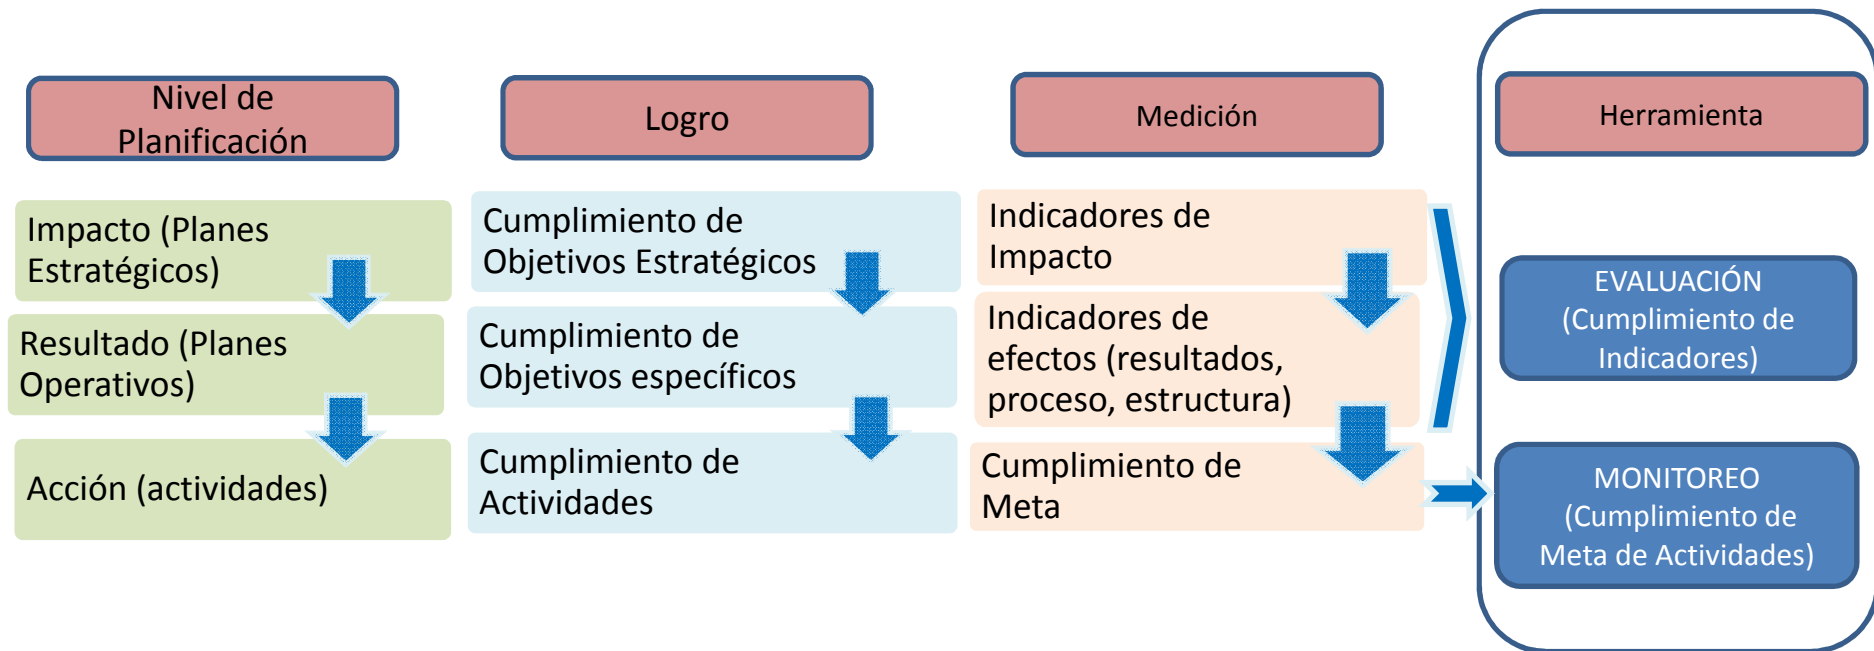 Nivel de
Planificación
Logro
Medición
Herramienta
Impacto (Planes
Estratégicos)
Cumplimiento de
Objetivos Estratégicos
Indicadores de
Impacto
Resultado (Planes
Operativos)
Cumplimiento de
Objetivos específicos
Indicadores de
efectos (resultados,
proceso, estructura)
EVALUACIÓN
(Cumplimiento de
Indicadores)
Acción (actividades)
Cumplimiento de
Actividades
Cumplimiento de
Meta
MONITOREO
(Cumplimiento de
Meta de Actividades)